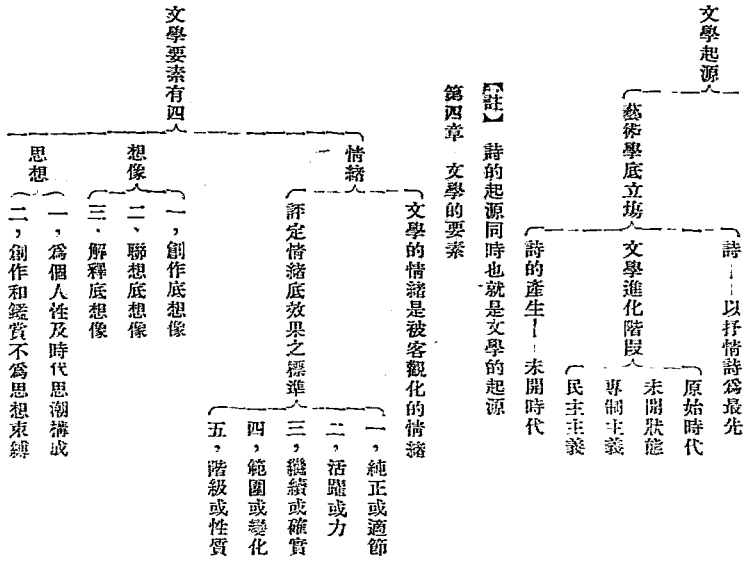 文學起源
藝術學底立場
詩——以抒情詩為最先
文學進化階段
原始時代
未開狀態
專制主義
民主主義
詩的產生——未開時代
【註】 詩的起源同時也就是文學的起源
第四章 文學的要素
文學要素有四
情緒
文學的情緒是被客觀化的情緒
評定情緒底效果之標準
一，純正或適節
二，活躍或力
三，繼續或確實
四，範圍或變化
五，階級或性質
想像
一，創作底想像
二、聯想底想像
三、解釋底想像
思想
一，為個人性及時代思潮構成
二，創作和鑑賞不為思想束縛